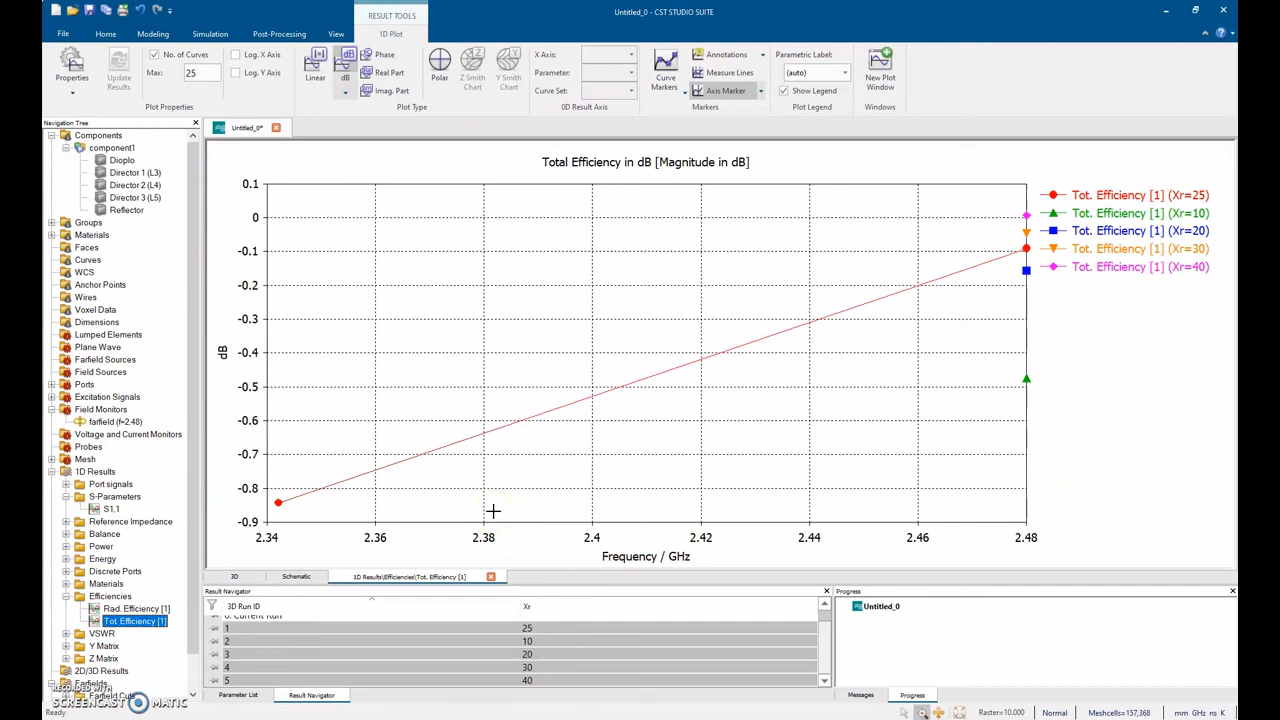 Untitled_0 - CST STUDIO SUITE
RESULT TOOLS
File
Home
Modeling
Simulation
Post-Processing
View
1D Plot
Properties
Update
Results
No. of Curves
Max:
25
Log. X Axis
Log. Y Axis
Plot Properties
Linear
dB
Phase
Real Part
Imag. Part
Polar
Z Smith
Chart
Y Smith
Chart
Plot Type
X Axis:
Parameter:
Curve Set:
0D Result Axis
Curve
Markers
Annotations
Measure Lines
Axis Marker
Markers
Parametric Label:
(auto)
Show Legend
Plot Legend
New Plot
Window
Windows
Navigation Tree
Components
component1
Dioplo
Director 1 (L3)
Director 2 (L4)
Director 3 (L5)
Reflector
Groups
Materials
Faces
Curves
WCS
Anchor Points
Wires
Voxel Data
Dimensions
Lumped Elements
Plane Wave
Farfield Sources
Field Sources
Ports
Excitation Signals
Field Monitors
farfield (f=2.48)
Voltage and Current Monitors
Probes
Mesh
1D Results
Port signals
S-Parameters
S1,1
Reference Impedance
Balance
Power
Energy
Discrete Ports
Materials
Efficiencies
Rad. Efficiency [1]
Tot. Efficiency [1]
VSWR
Y Matrix
Z Matrix
2D/3D Results
Farfields
Farfield Cuts
RECORDED WITH
SCREENCAST MATIC
Untitled_0*
Total Efficiency in dB [Magnitude in dB]
0.1
0
-0.1
-0.2
-0.3
-0.4
-0.5
-0.6
-0.7
-0.8
-0.9
dB
2.34
2.36
2.38
2.4
2.42
2.44
2.46
2.48
Frequency / GHz
Tot. Efficiency [1] (Xr=25)
Tot. Efficiency [1] (Xr=10)
Tot. Efficiency [1] (Xr=20)
Tot. Efficiency [1] (Xr=30)
Tot. Efficiency [1] (Xr=40)
3D
Schematic
1D Results\Efficiencies\Tot. Efficiency [1]
Result Navigator
3D Run ID
Xr
0: Current Run
1 25
2 10
3 20
4 30
5 40
Parameter List
Result Navigator
Progress
Untitled_0
Messages
Progress
Ready
Raster=10.000
Normal
Meshcells=157,368
mm GHz ns K